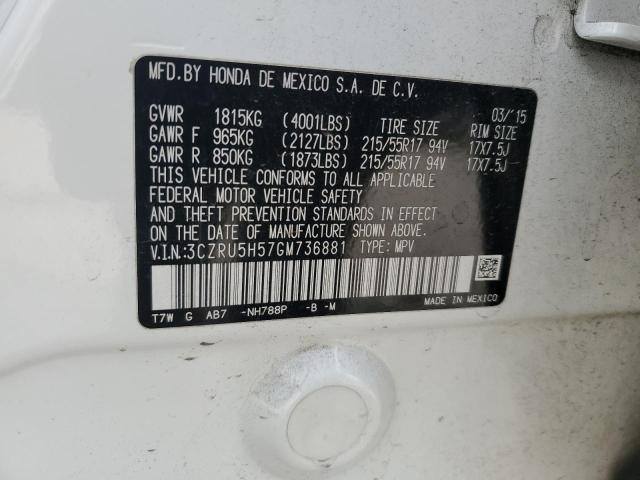 MFD.BY HONDA DE MEXICO S.A. DE C.V.
03/'15
GVWR 1815KG (4001LBS) TIRE SIZE RIM SIZE
GAWR F 965KG (2127LBS) 215/55R17 94V 17X7.5J
GAWR R 850KG (1873LBS) 215/55R17 94V 17X7.5J
THIS VEHICLE CONFORMS TO ALL APPLICABLE
FEDERAL MOTOR VEHICLE SAFETY
AND THEFT PREVENTION STANDARDS IN EFFECT
ON THE DATE OF MANUFACTURE SHOWN ABOVE.
V.I.N:3CZRU5H57GM736881 TYPE: MPV
T7W G AB7 -NH788P -B -M MADE IN MEXICO